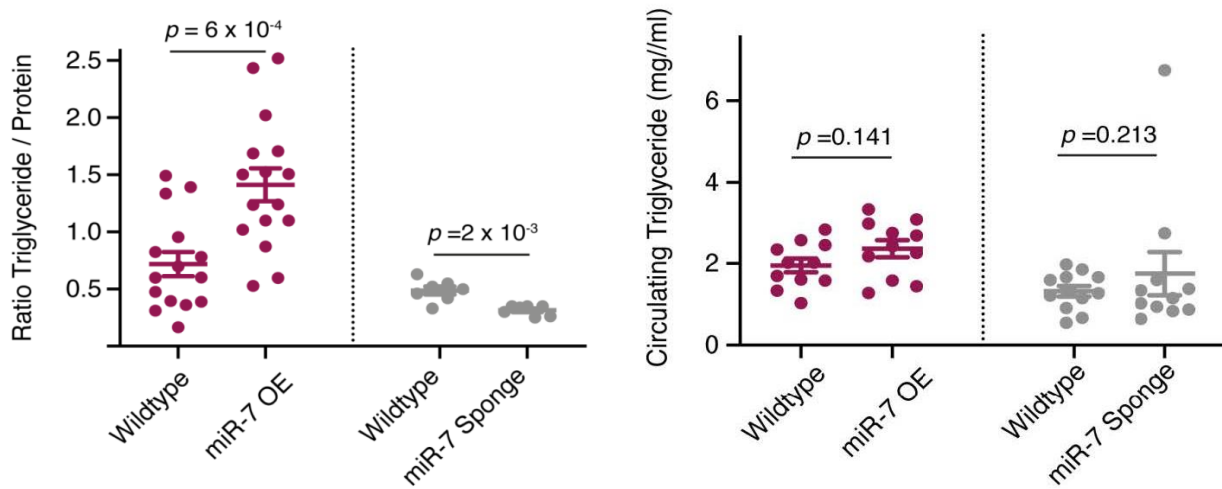 Ratio Triglyceride / Protein
2.5
2.0
1.5
1.0
0.5
p = 6 x 10-4
p =2 x 10-3
Wildtype
miR-7 OE
Wildtype
miR-7 Sponge
Circulating Triglyceride (mg//ml)
6
4
2
0
p =0.141
p =0.213
Wildtype
miR-7 OE
Wildtype
miR-7 Sponge